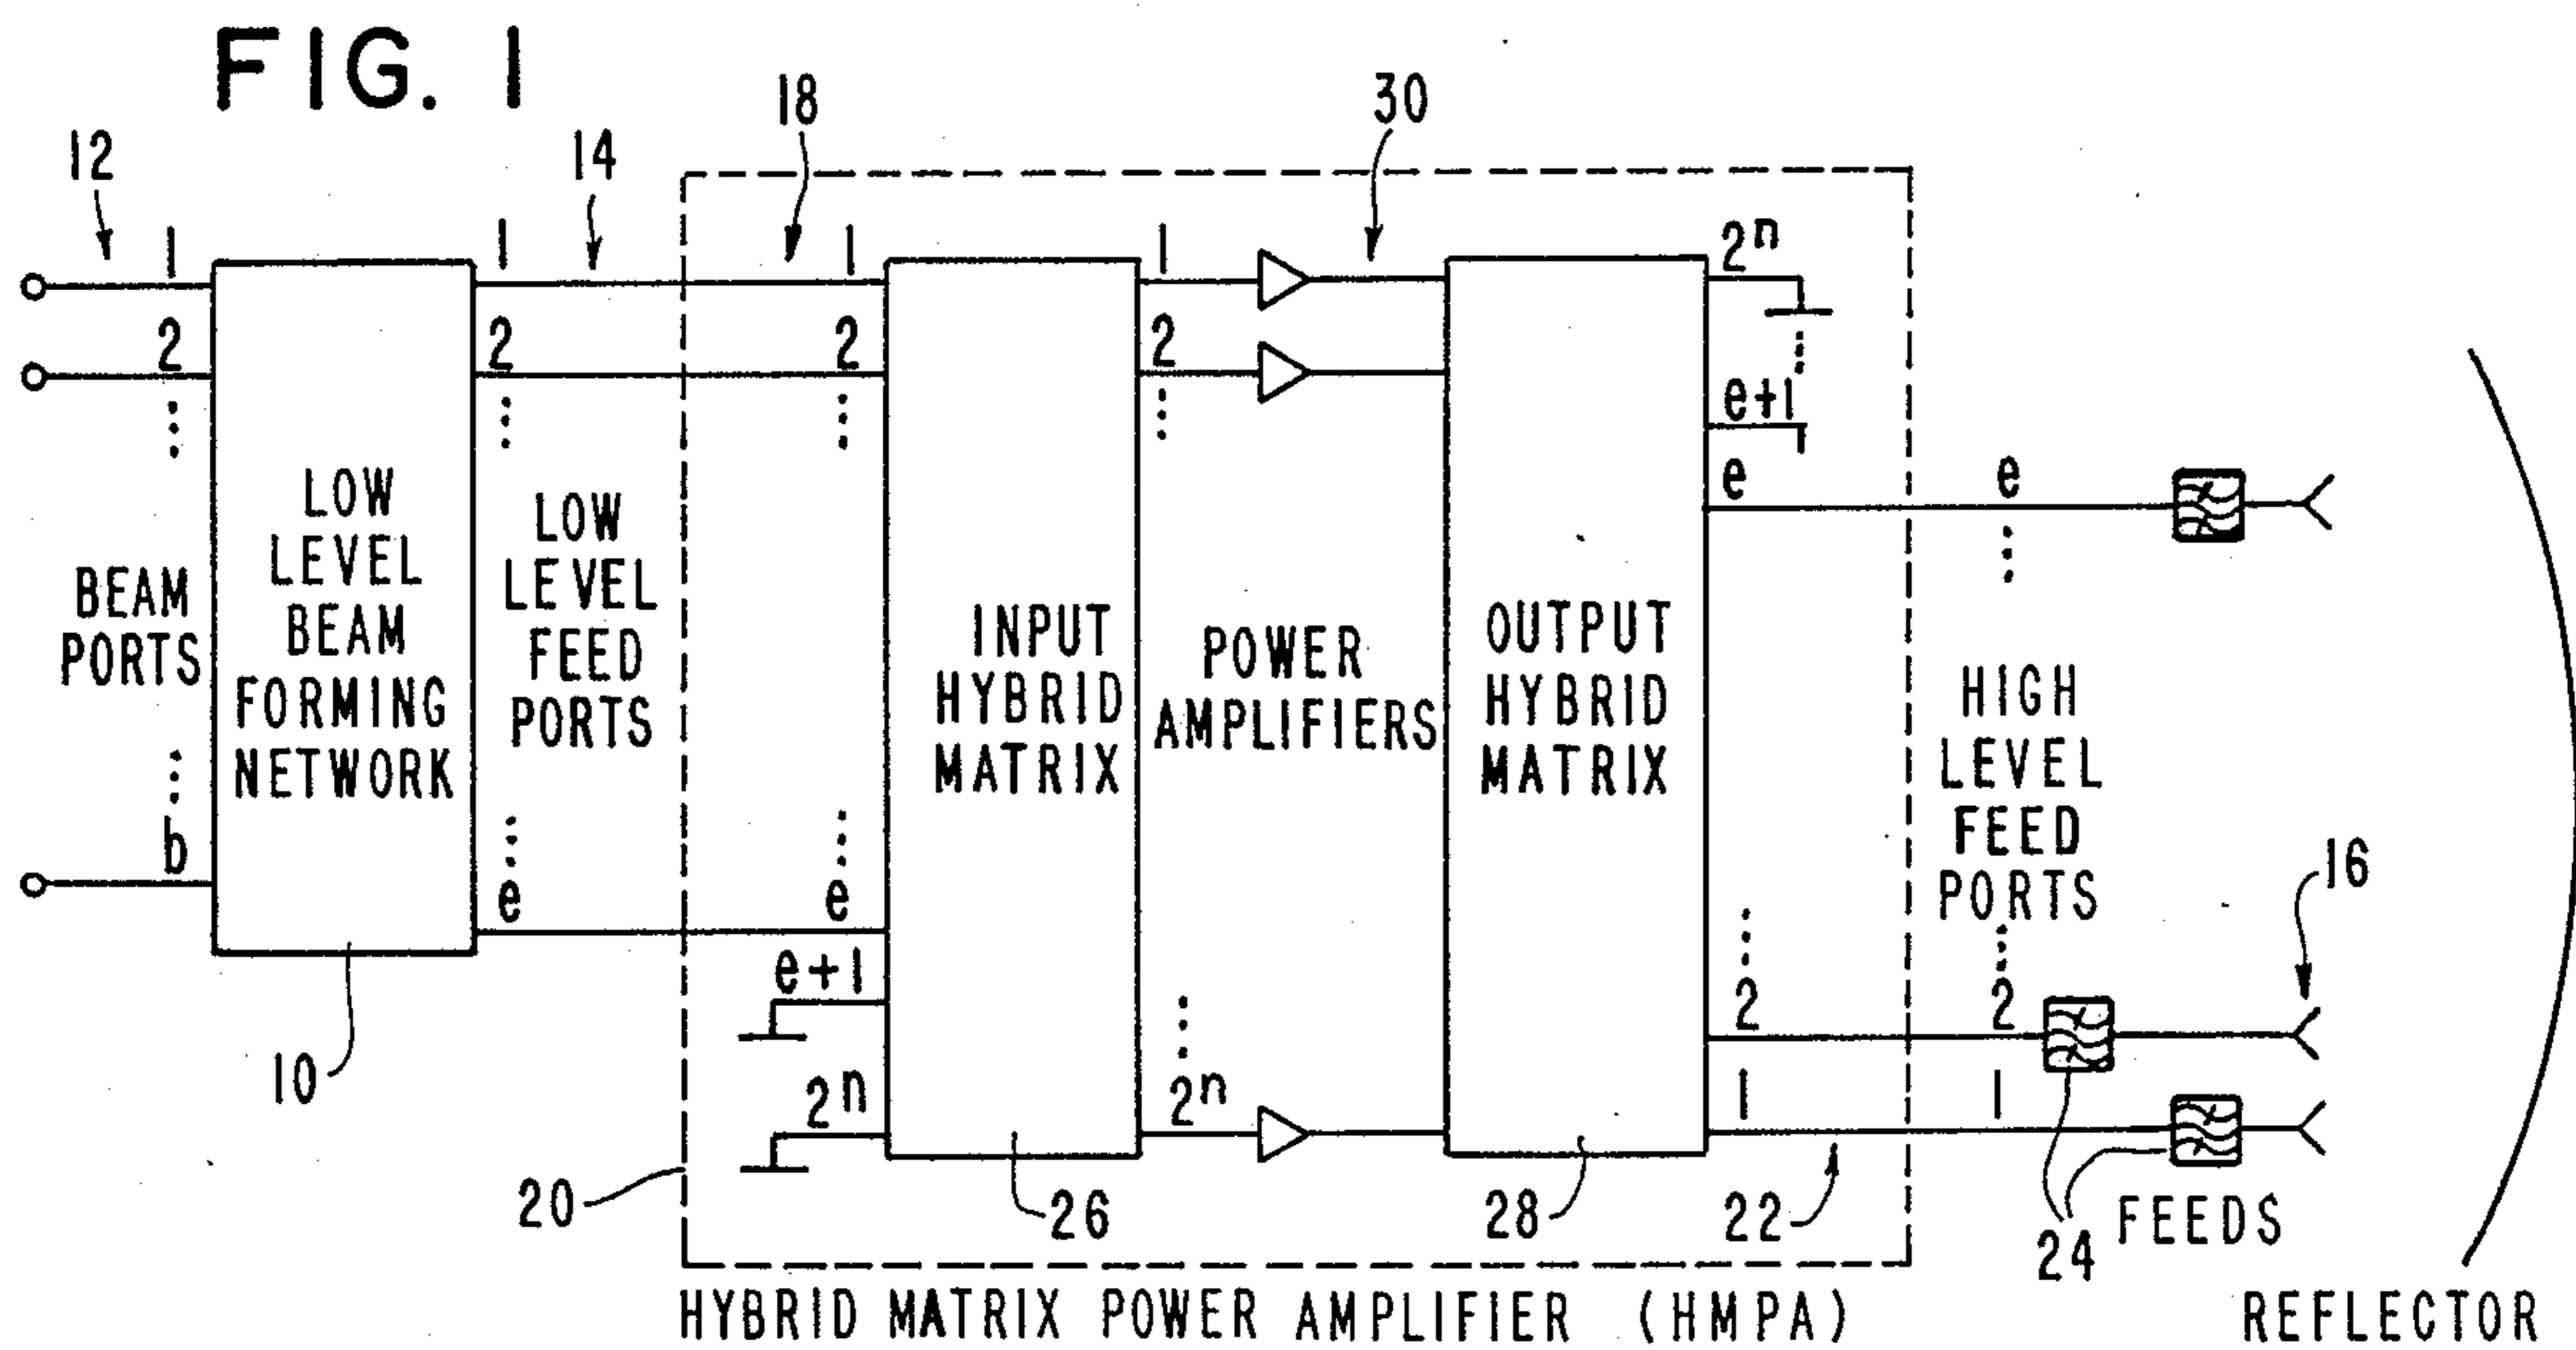 FIG. 1
12
14
18
30
1
2
⋮
⋮
b
BEAM
PORTS
LOW
LEVEL
BEAM
FORMING
NETWORK
10
1
2
⋮
LOW
LEVEL
FEED
PORTS
⋮
e
1
2
⋮
⋮
e
e+1
2ⁿ
20
INPUT
HYBRID
MATRIX
26
1
2
⋮
POWER
AMPLIFIERS
⋮
2ⁿ
OUTPUT
HYBRID
MATRIX
28
2ⁿ
⋮
e+1
e
⋮
2
1
22
e
⋮
HIGH
LEVEL
FEED
PORTS
⋮
2
1
16
24
FEEDS
HYBRID MATRIX POWER AMPLIFIER (HMPA)
REFLECTOR